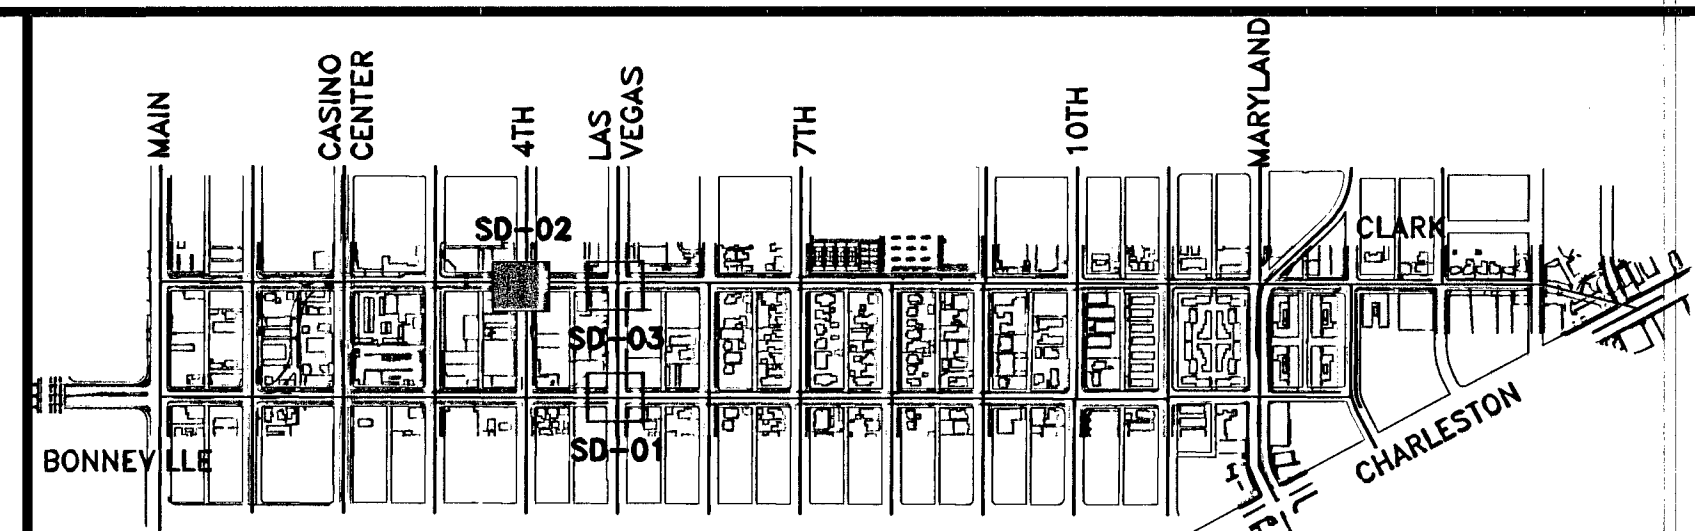 MAIN
CASINO
CENTER
4TH
LAS
VEGAS
7TH
10TH
MARYLAND
SD-02
CLARK
SD-03
SD-01
BONNEVILLE
CHARLESTON